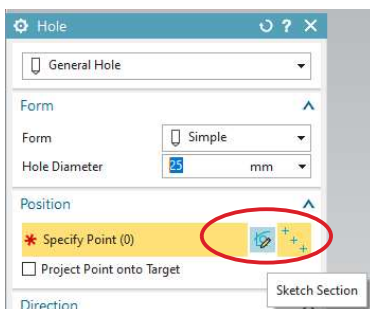 Hole
General Hole
Form
Form Simple
Hole Diameter 25 mm
Position
* Specify Point (0)
Project Point onto Target
Sketch Section
Direction